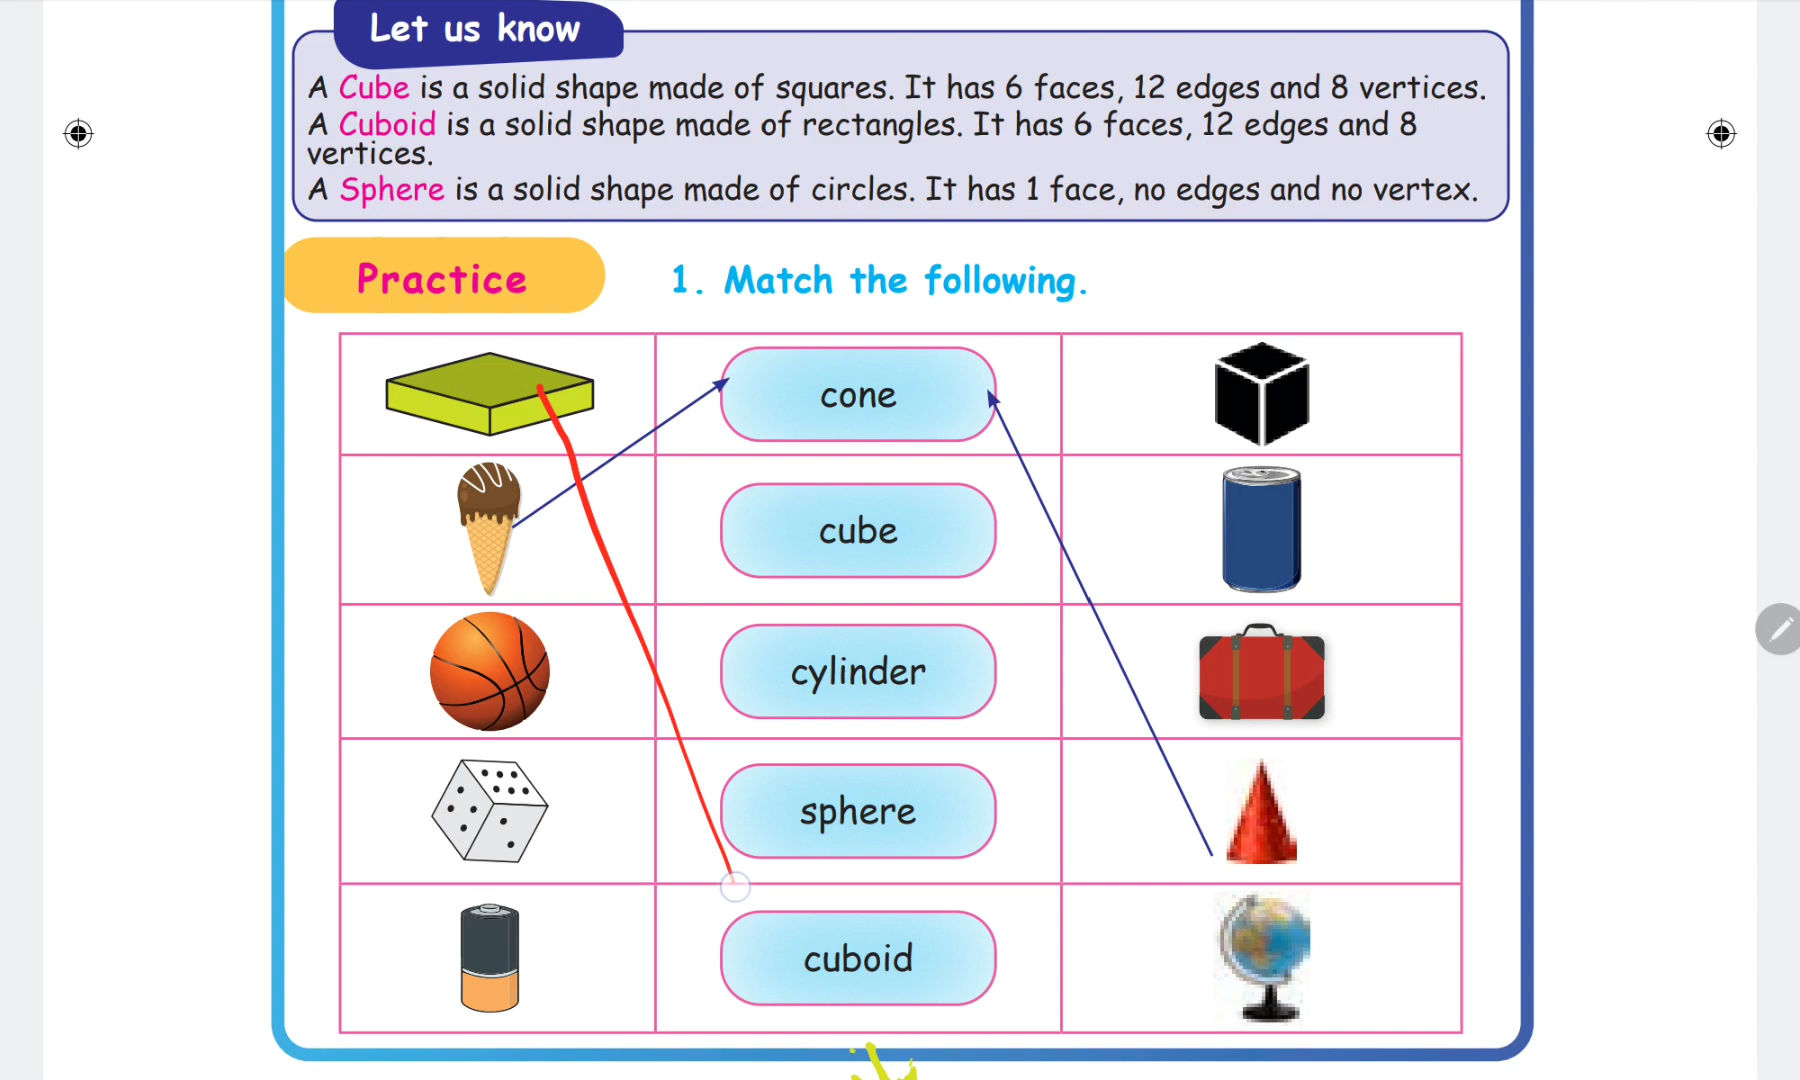 Let us know
A Cube is a solid shape made of squares. It has 6 faces, 12 edges and 8 vertices.
A Cuboid is a solid shape made of rectangles. It has 6 faces, 12 edges and 8
vertices.
A Sphere is a solid shape made of circles. It has 1 face, no edges and no vertex.
Practice
1. Match the following.
cone
cube
cylinder
sphere
cuboid